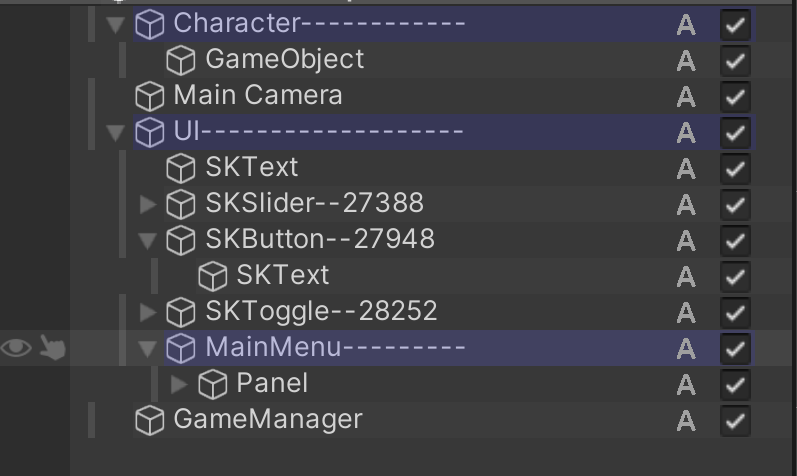 Character------------ A
GameObject A
Main Camera A
UI------------------- A
SKText A
SKSlider--27388 A
SKButton--27948 A
SKText A
SKToggle--28252 A
MainMenu--------- A
Panel A
GameManager A